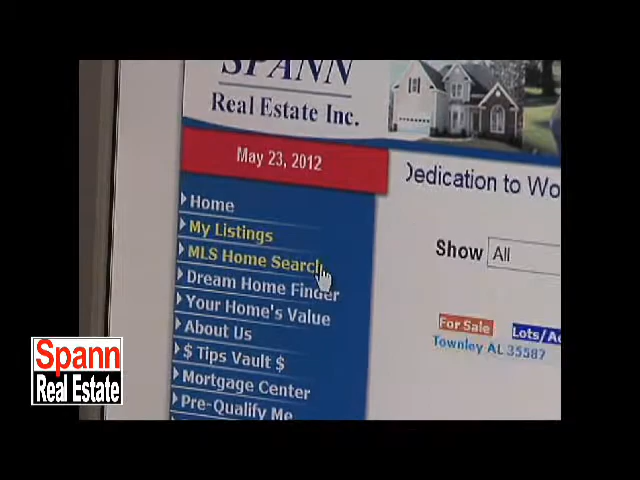 SPANN
Real Estate Inc.
May 23, 2012
Dedication to Wo
Home
My Listings
MLS Home Search
Dream Home Finder
Your Home's Value
About Us
$ Tips Vault $
Mortgage Center
Pre-Qualify Me
Show All
For Sale Lots/Ac
Townley AL 35587
Spann
Real Estate